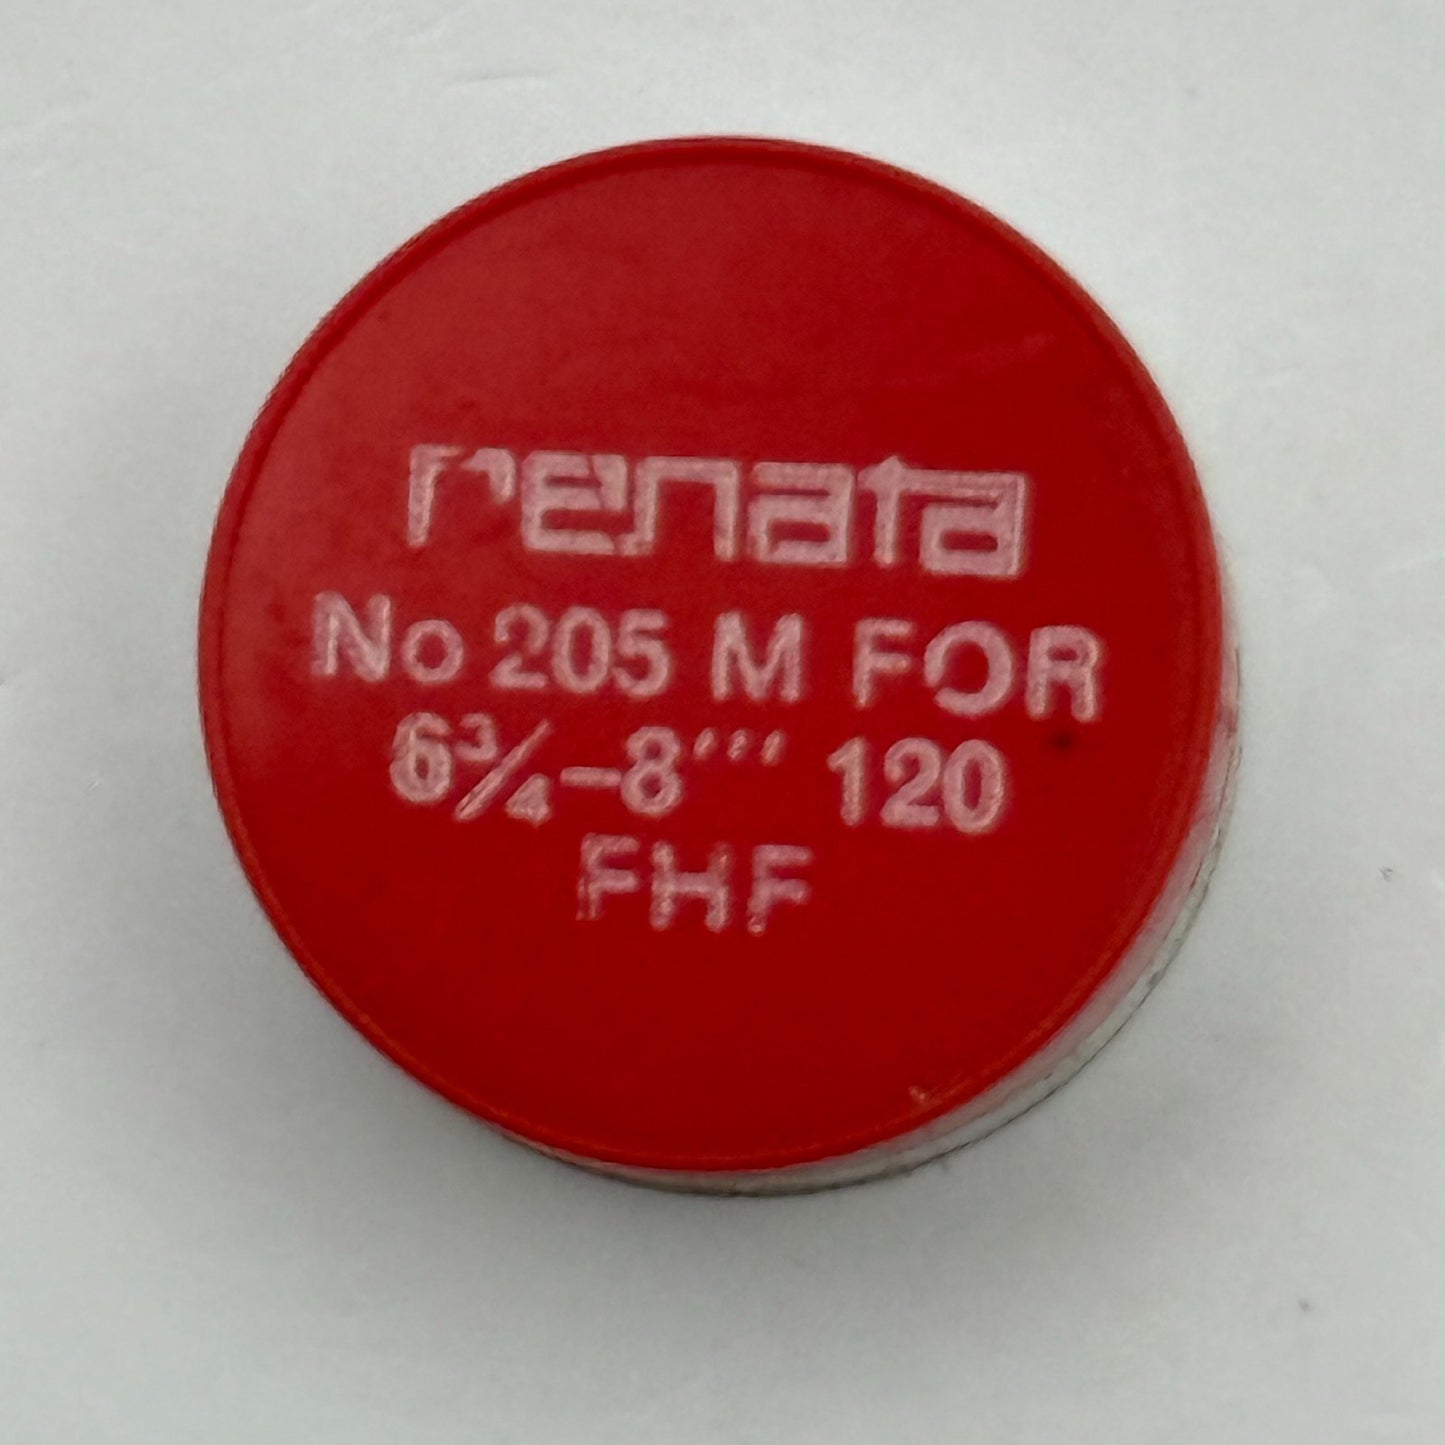 renata
No 205 M FOR
6¾–8''' 120
FHF